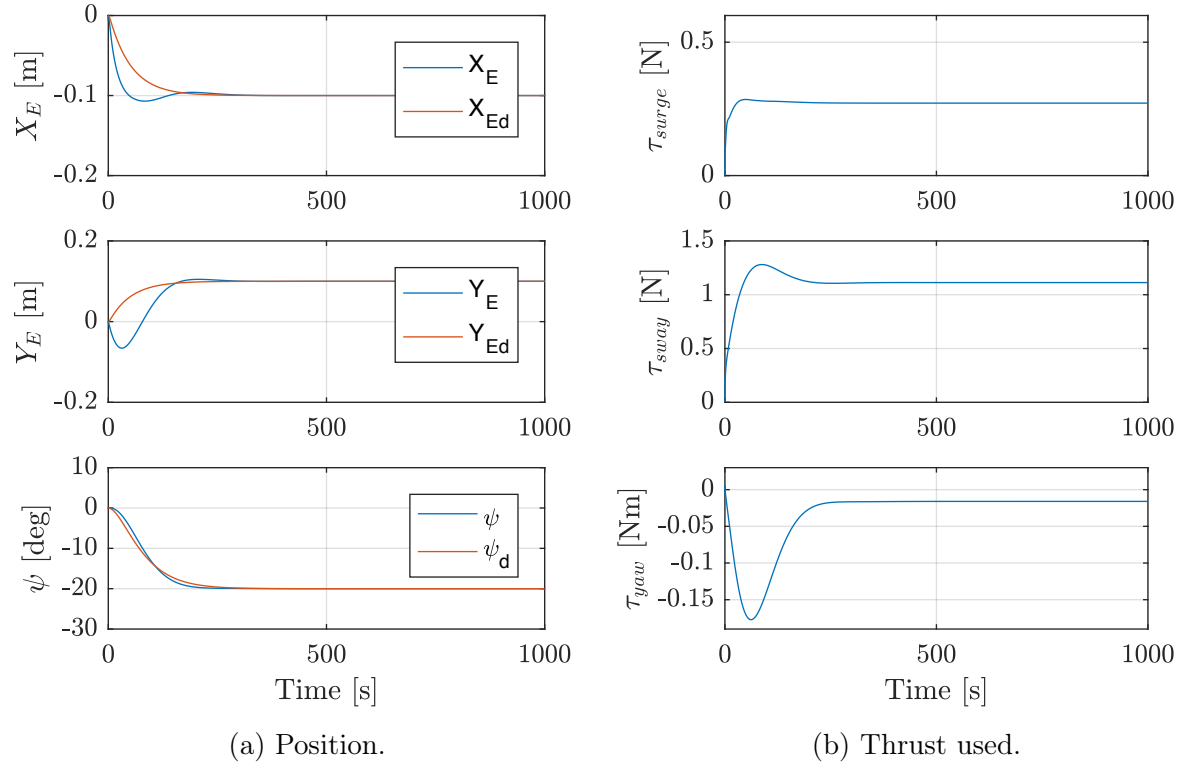 0
-0.1
-0.2
X_E [m]
X_E
X_Ed
0
500
1000
0.2
0
-0.2
Y_E [m]
Y_E
Y_Ed
0
500
1000
10
0
-10
-20
-30
ψ [deg]
ψ
ψ_d
0
500
1000
Time [s]
(a) Position.
0.5
0
τ_surge [N]
0
500
1000
1.5
1
0.5
0
τ_sway [N]
0
500
1000
0
-0.05
-0.1
-0.15
τ_yaw [Nm]
0
500
1000
Time [s]
(b) Thrust used.